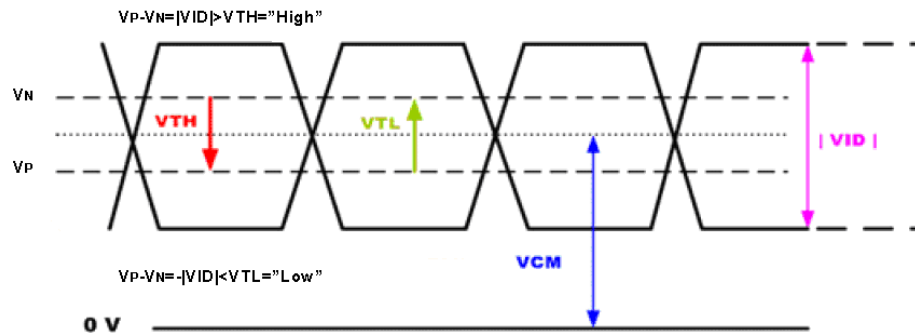 VP-VN=|VID|>VTH="High"
VN
VTH
VTL
| VID |
VP
VCM
VP-VN=-|VID|<VTL="Low"
0 V